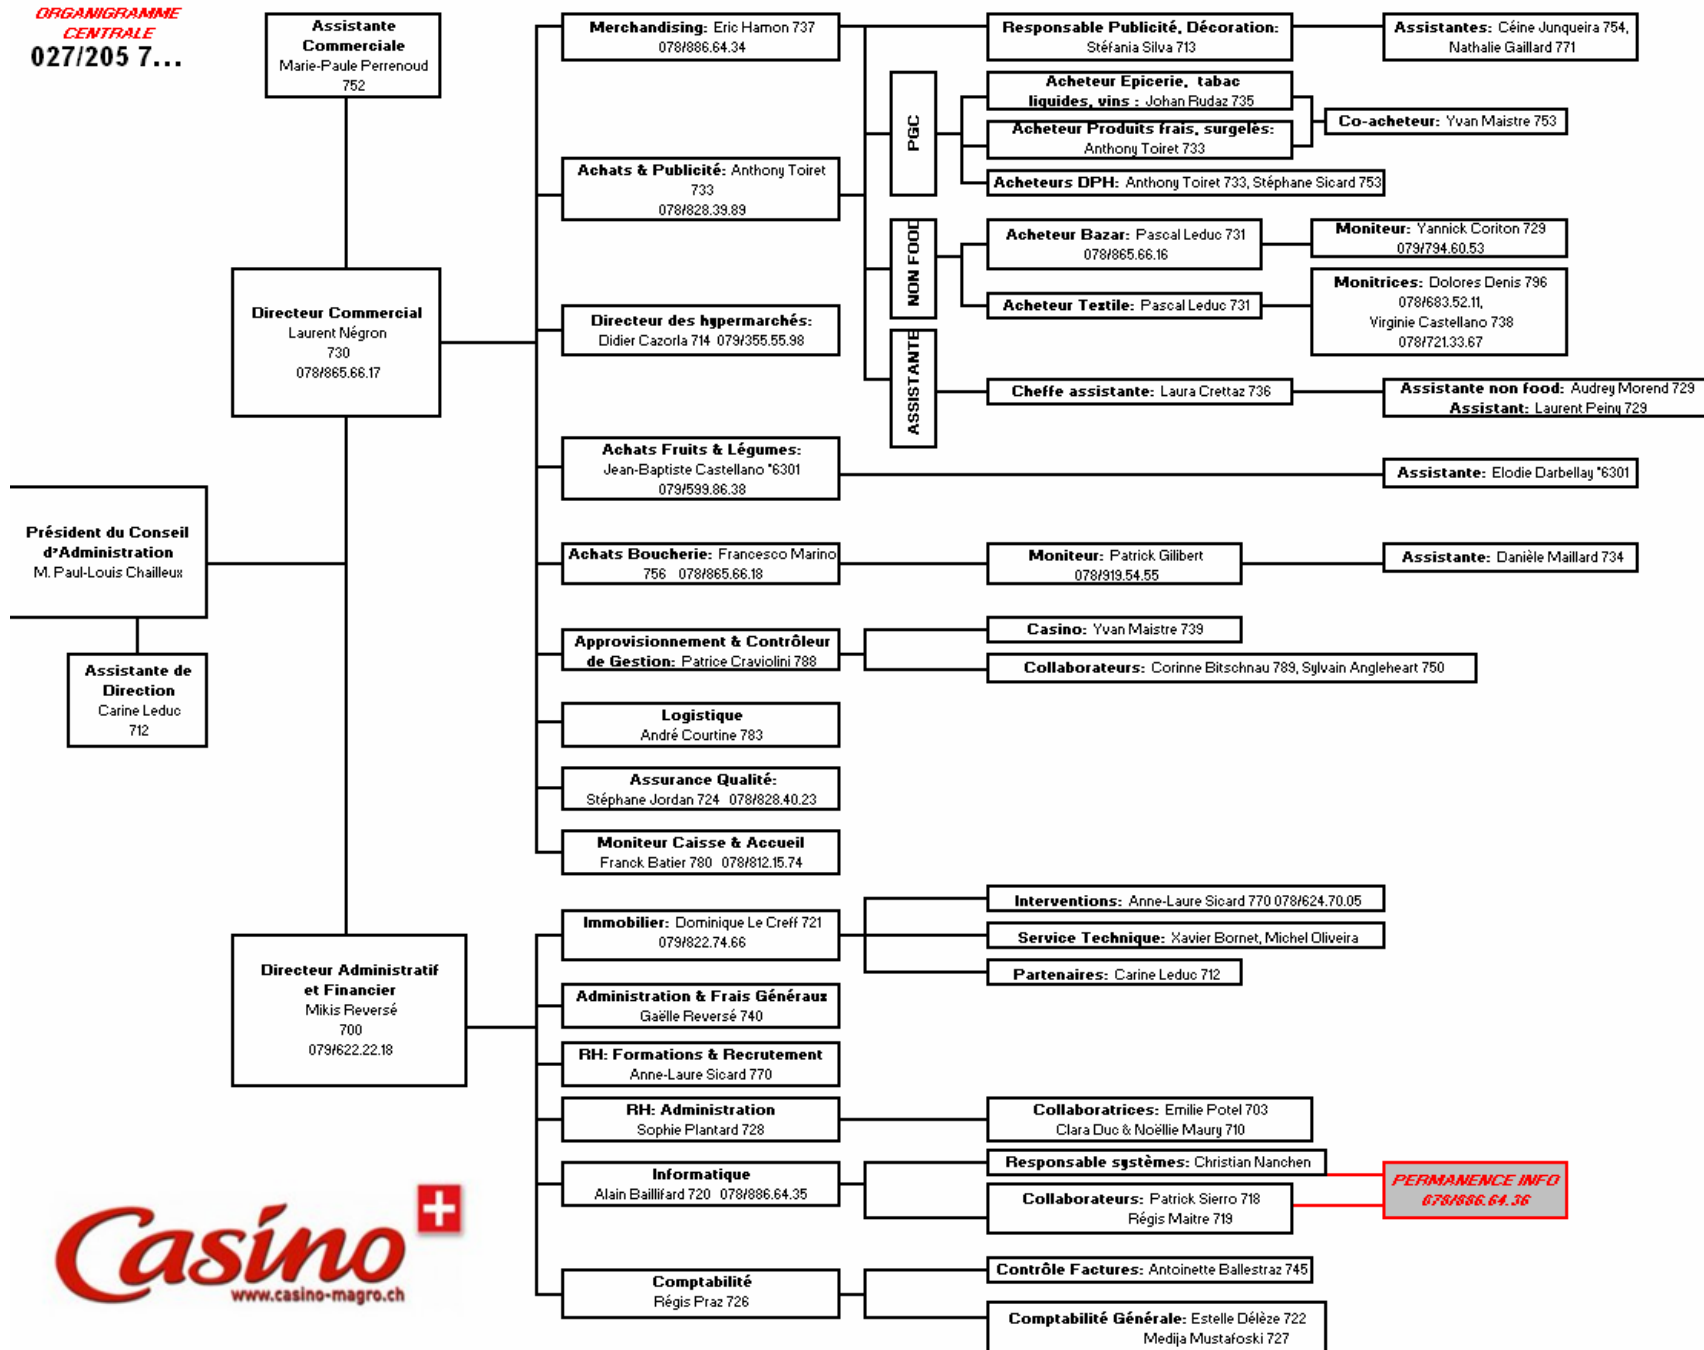 ORGANIGRAMME
CENTRALE
027/205 7...
Assistante
Commerciale
Marie-Paule Perrenoud
752
Directeur Commercial
Laurent Négron
730
078/865.66.17
Président du Conseil
d'Administration
M. Paul-Louis Chailleux
Assistante de
Direction
Carine Leduc
712
Directeur Administratif
et Financier
Mikis Reversé
700
079/622.22.18
Merchandising: Eric Hamon 737
078/886.64.34
Responsable Publicité, Décoration:
Stéfania Silva 713
Assistantes: Céine Junqueira 754,
Nathalie Gaillard 771
Achats & Publicité: Anthony Toiret
733
078/828.39.89
PGC
Acheteur Epicerie, tabac
liquides, vins : Johan Rudaz 735
Acheteur Produits frais, surgelés:
Anthony Toiret 733
Co-acheteur: Yvan Maistre 753
Acheteurs DPH: Anthony Toiret 733, Stéphane Sicard 753
NON FOOD
Acheteur Bazar: Pascal Leduc 731
078/865.66.16
Moniteur: Yannick Coriton 729
079/794.60.53
Acheteur Textile: Pascal Leduc 731
Monitrices: Dolores Denis 796
078/683.52.11,
Virginie Castellano 738
078/721.33.67
ASSISTANTE
Cheffe assistante: Laura Crettaz 736
Assistante non food: Audrey Morend 729
Assistant: Laurent Peiny 729
Directeur des hypermarchés:
Didier Cazorla 714 079/355.55.98
Achats Fruits & Légumes:
Jean-Baptiste Castellano *6301
079/599.86.38
Assistante: Elodie Darbellay *6301
Achats Boucherie: Francesco Marino
756 078/865.66.18
Moniteur: Patrick Gilibert
078/919.54.55
Assistante: Danièle Maillard 734
Approvisionnement & Contrôleur
de Gestion: Patrice Craviolini 788
Casino: Yvan Maistre 739
Collaborateurs: Corinne Bitschnau 789, Sylvain Angleheart 750
Logistique
André Courtine 783
Assurance Qualité:
Stéphane Jordan 724 078/828.40.23
Moniteur Caisse & Accueil
Franck Batier 780 078/812.15.74
Immobilier: Dominique Le Creff 721
079/822.74.66
Interventions: Anne-Laure Sicard 770 078/624.70.05
Service Technique: Xavier Bornet, Michel Oliveira
Partenaires: Carine Leduc 712
Administration & Frais Généraux
Gaëlle Reversé 740
RH: Formations & Recrutement
Anne-Laure Sicard 770
RH: Administration
Sophie Plantard 728
Collaboratrices: Emilie Potel 703
Clara Duc & Noëllie Maury 710
Informatique
Alain Baillifard 720 078/886.64.35
Responsable systèmes: Christian Nanchen
Collaborateurs: Patrick Sierro 718
Régis Maitre 719
PERMANENCE INFO
078/886.64.36
Comptabilité
Régis Praz 726
Contrôle Factures: Antoinette Ballestraz 745
Comptabilité Générale: Estelle Délèze 722
Medija Mustafoski 727
Casino
www.casino-magro.ch